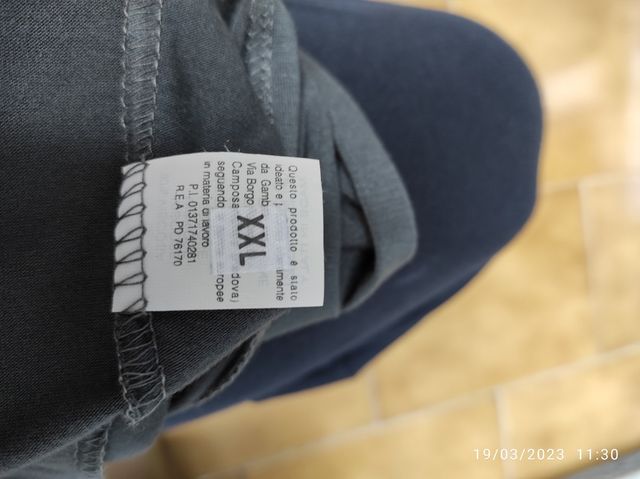 Questo prodotto è stato
ideato e
da Gamb imente
Via Borgo
Camposa dova
seguendo ropee
in materia di lavoro
P.I. 01371740281
R.E.A PD 76170
XXL
19/03/2023 11:30